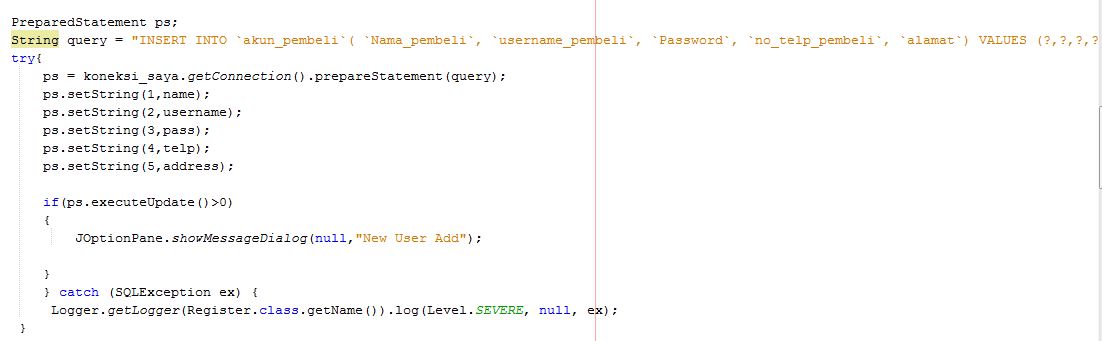 PreparedStatement ps;
String query = "INSERT INTO `akun_pembeli`( `Nama_pembeli`, `username_pembeli`, `Password`, `no_telp_pembeli`, `alamat`) VALUES (?,?,?,?
try{
ps = koneksi_saya.getConnection().prepareStatement(query);
ps.setString(1,name);
ps.setString(2,username);
ps.setString(3,pass);
ps.setString(4,telp);
ps.setString(5,address);
if(ps.executeUpdate()>0)
{
JOptionPane.showMessageDialog(null,"New User Add");
}
} catch (SQLException ex) {
Logger.getLogger(Register.class.getName()).log(Level.SEVERE, null, ex);
}